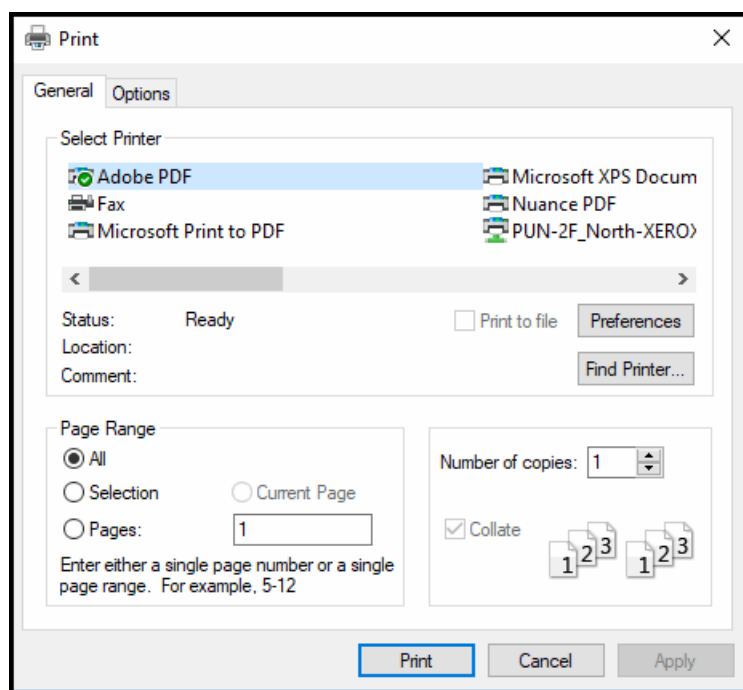 Print
General Options
Select Printer
Adobe PDF
Fax
Microsoft Print to PDF
Microsoft XPS Docum
Nuance PDF
PUN-2F_North-XEROX
Status: Ready
Location:
Comment:
Print to file
Preferences
Find Printer...
Page Range
All
Selection Current Page
Pages: 1
Enter either a single page number or a single
page range. For example, 5-12
Number of copies: 1
Collate
1 2 3 1 2 3
Print Cancel Apply